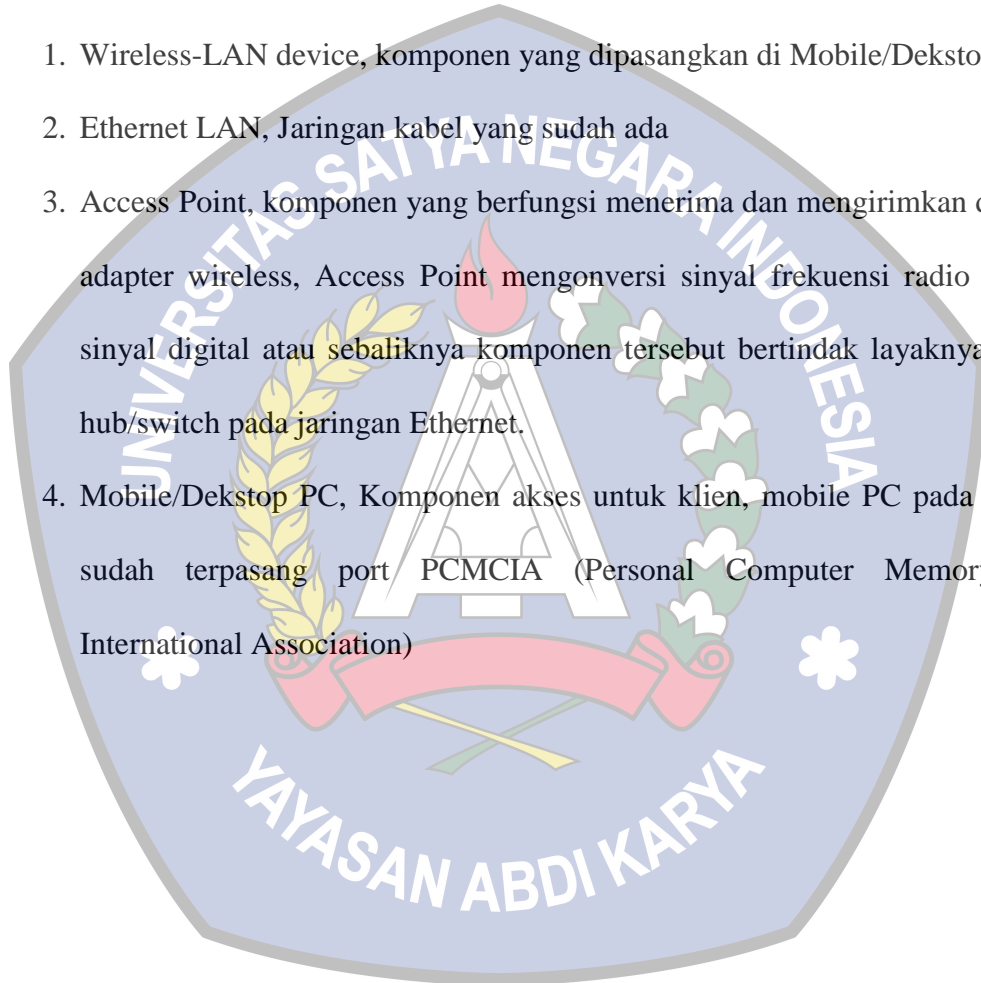 1. Wireless-LAN device, komponen yang dipasangkan di Mobile/Deksto
2. Ethernet LAN, Jaringan kabel yang sudah ada
3. Access Point, komponen yang berfungsi menerima dan mengirimkan
adapter wireless, Access Point mengonversi sinyal frekuensi radio
sinyal digital atau sebaliknya komponen tersebut bertindak layaknya
hub/switch pada jaringan Ethernet.
4. Mobile/Dekstop PC, Komponen akses untuk klien, mobile PC pada
sudah terpasang port PCMCIA (Personal Computer Memory
International Association)
UNIVERSITAS SATYA NEGARA INDONESIA
YAYASAN ABDI KARYA